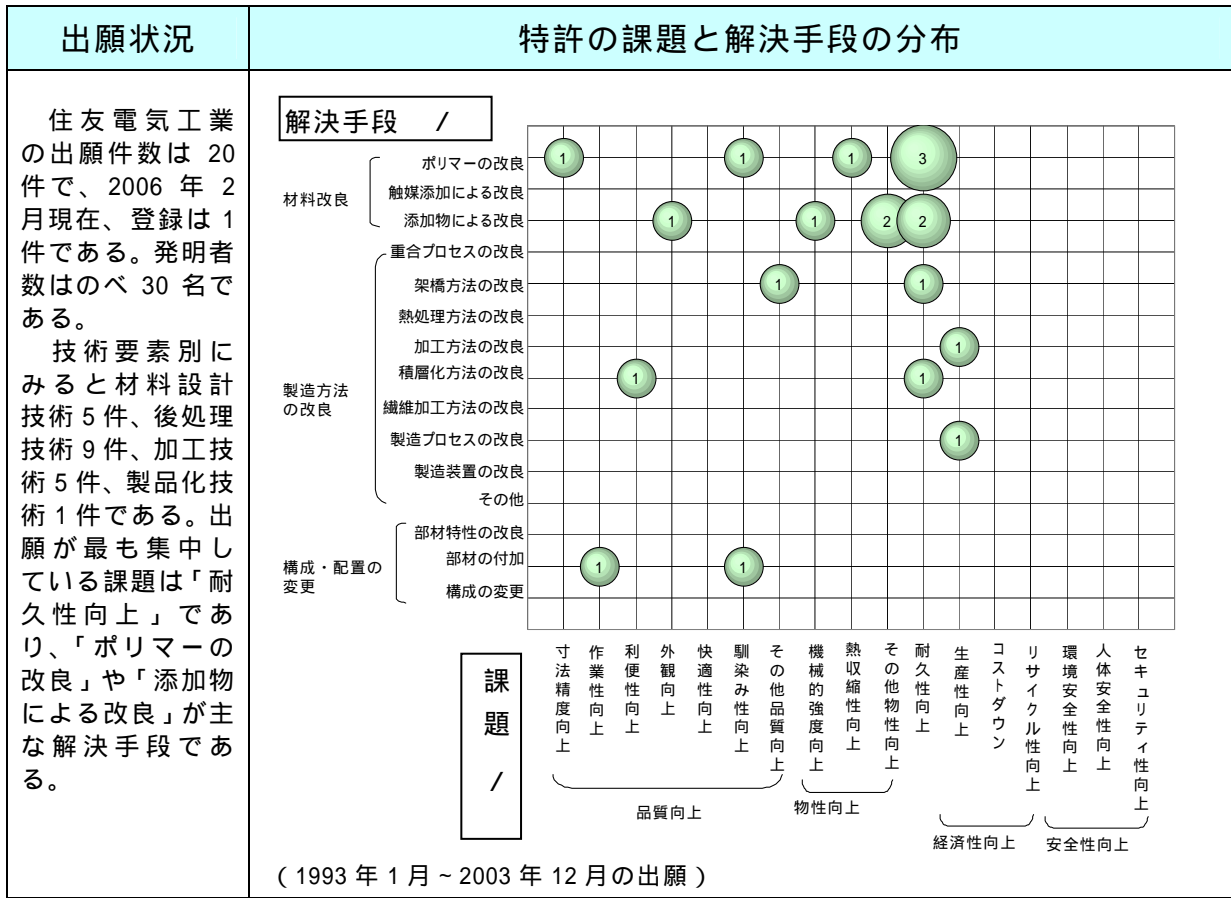 出願状況
特許の課題と解決手段の分布
住友電気工業
の出願件数は 20
件で、2006 年 2
月現在、登録は 1
件である。発明者
数はのべ 30 名で
ある。
技術要素別に
みると材料設計
技術 5 件、後処理
技術 9 件、加工技
術 5 件、製品化技
術 1 件である。出
願が最も集中し
ている課題は「耐
久性向上」であ
り、「ポリマーの
改良」や「添加物
による改良」が主
な解決手段であ
る。
解決手段 /
材料改良
ポリマーの改良
1 1 1 3
触媒添加による改良
添加物による改良
1 1 2 2
製造方法
の改良
重合プロセスの改良
架橋方法の改良
1 1
熱処理方法の改良
加工方法の改良
1
積層化方法の改良
1 1
繊維加工方法の改良
製造プロセスの改良
1
製造装置の改良
その他
構成・配置の
変更
部材特性の改良
部材の付加
1 1
構成の変更
課題/
寸法精度向上
作業性向上
利便性向上
外観向上
快適性向上
馴染み性向上
その他品質向上
機械的強度向上
熱収縮性向上
その他物性向上
耐久性向上
生産性向上
コストダウン
リサイクル性向上
環境安全性向上
人体安全性向上
セキュリティ性向上
品質向上
物性向上
経済性向上
安全性向上
(1993 年 1 月~2003 年 12 月の出願)